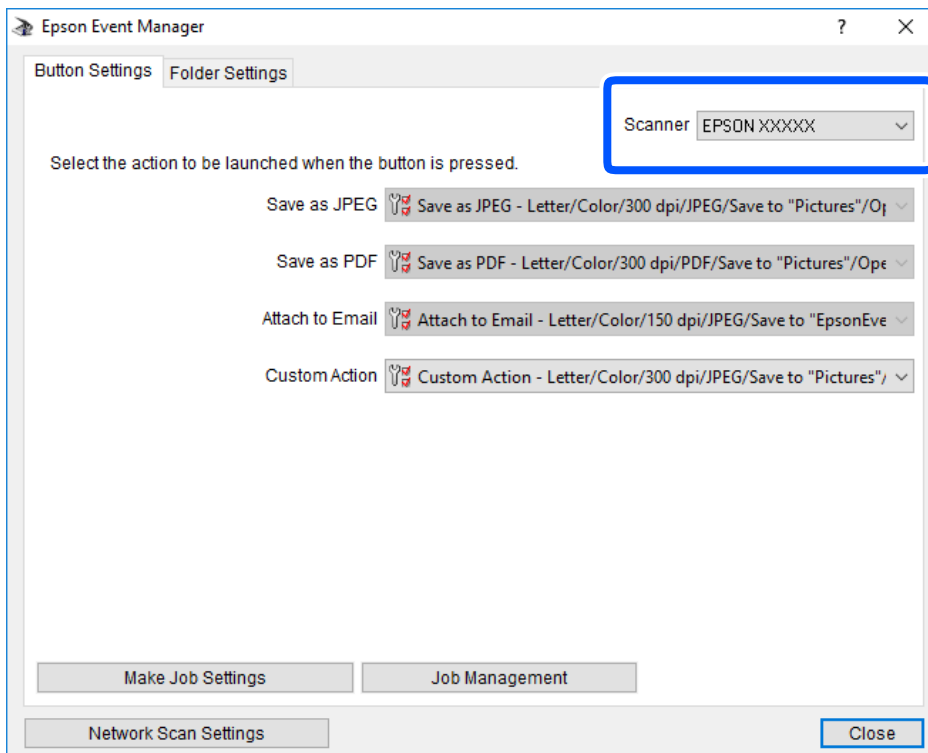 Epson Event Manager
Button Settings Folder Settings
Scanner EPSON XXXXX
Select the action to be launched when the button is pressed.
Save as JPEG Save as JPEG - Letter/Color/300 dpi/JPEG/Save to "Pictures"/Op
Save as PDF Save as PDF - Letter/Color/300 dpi/PDF/Save to "Pictures"/Ope
Attach to Email Attach to Email - Letter/Color/150 dpi/JPEG/Save to "EpsonEve
Custom Action Custom Action - Letter/Color/300 dpi/JPEG/Save to "Pictures"/
Make Job Settings Job Management
Network Scan Settings Close